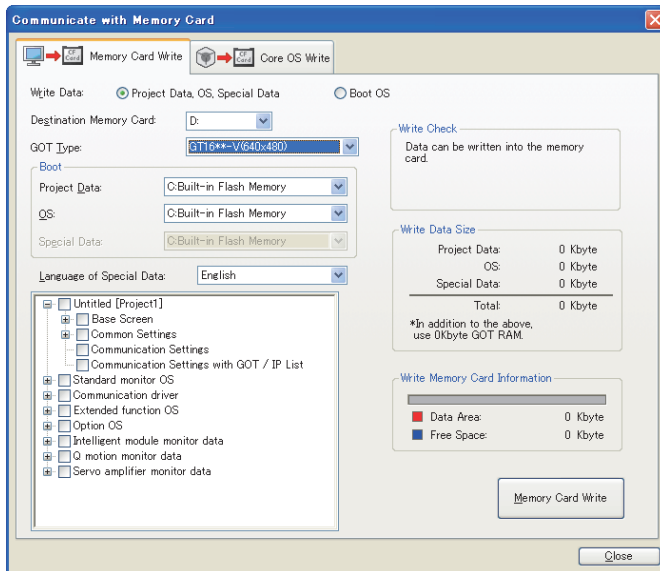 Communicate with Memory Card
CF Card
Memory Card Write
CF Card
Core OS Write
Write Data:
Project Data, OS, Special Data
Boot OS
Destination Memory Card:
D:
GOT Type:
GT16**-V(640x480)
Boot
Project Data:
C:Built-in Flash Memory
OS:
C:Built-in Flash Memory
Special Data:
C:Built-in Flash Memory
Language of Special Data:
English
Untitled [Project1]
Base Screen
Common Settings
Communication Settings
Communication Settings with GOT / IP List
Standard monitor OS
Communication driver
Extended function OS
Option OS
Intelligent module monitor data
Q motion monitor data
Servo amplifier monitor data
Write Check
Data can be written into the memory
card.
Write Data Size
Project Data: 0 Kbyte
OS: 0 Kbyte
Special Data: 0 Kbyte
Total: 0 Kbyte
*In addition to the above,
use 0Kbyte GOT RAM.
Write Memory Card Information
Data Area: 0 Kbyte
Free Space: 0 Kbyte
Memory Card Write
Close